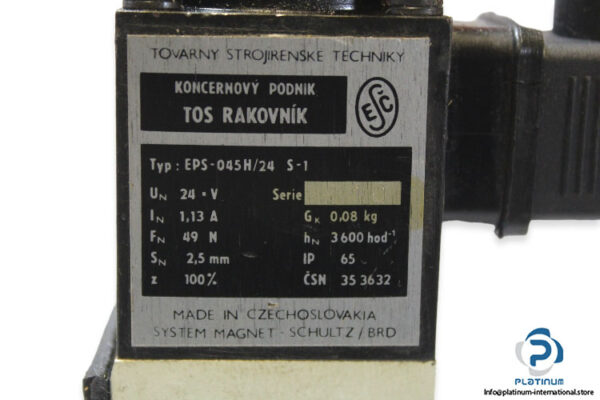 TOVARNY STROJIRENSKE TECHNIKY
KONCERNOVÝ PODNIK
TOS RAKOVNÍK
ESČ
Typ: EPS-045H/24 S-1
UN 24 = V Serie
IN 1,13 A GK 0,08 kg
FN 49 N hN 3600 hod⁻¹
SN 2,5 mm IP 65
z 100% ČSN 35 3632
MADE IN CZECHOSLOVAKIA
SYSTEM MAGNET - SCHULTZ / BRD
PLATINUM
Info@platinum-international.store